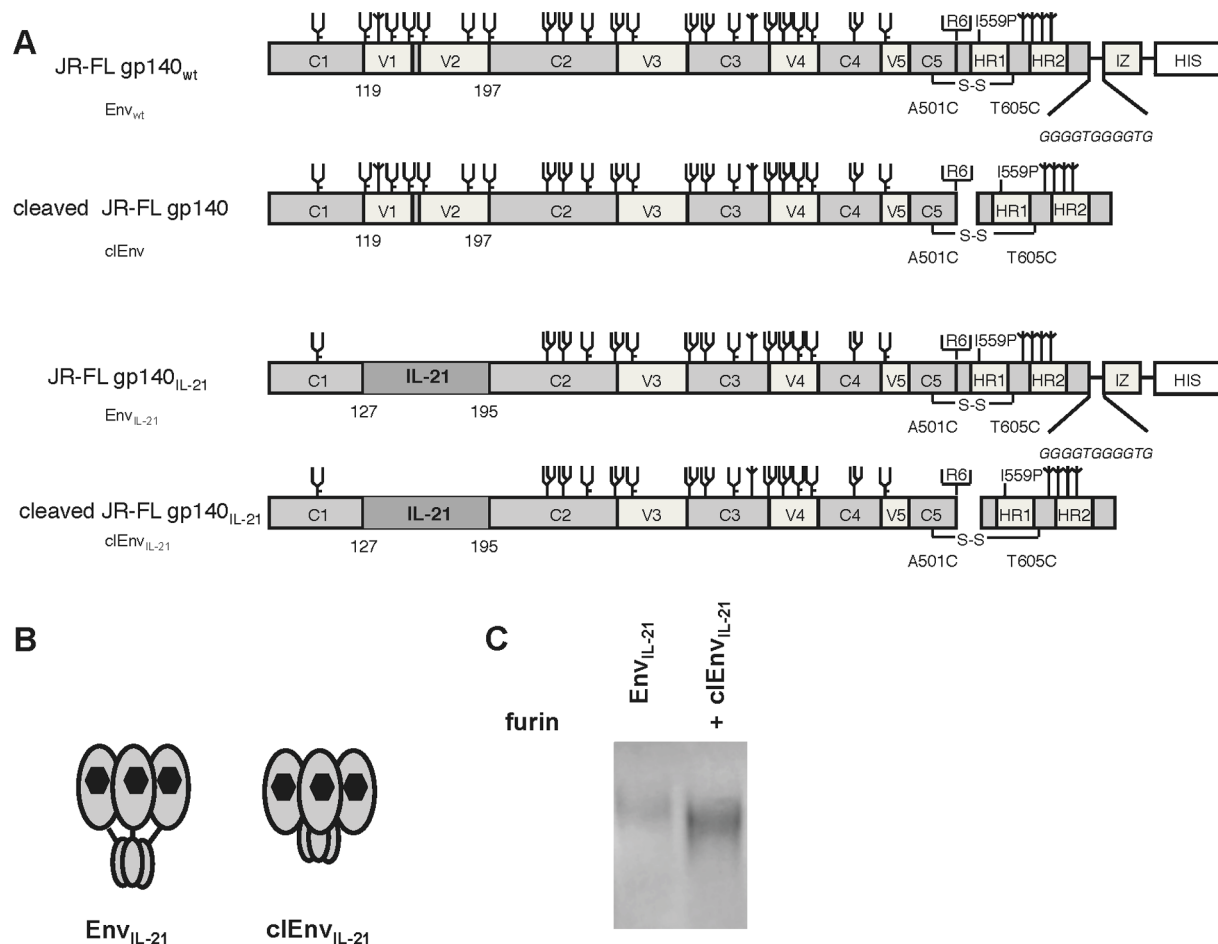 A
JR-FL gp140wt
Envwt
R6 I559P
C1 V1 V2 C2 V3 C3 V4 C4 V5 C5 HR1 HR2 IZ HIS
119 197 S-S
A501C T605C
GGGGTGGGGTG
cleaved JR-FL gp140
clEnv
R6 I559P
C1 V1 V2 C2 V3 C3 V4 C4 V5 C5 HR1 HR2
119 197 S-S
A501C T605C
JR-FL gp140IL-21
EnvIL-21
R6 I559P
C1 IL-21 C2 V3 C3 V4 C4 V5 C5 HR1 HR2 IZ HIS
127 195 S-S
A501C T605C
GGGGTGGGGTG
cleaved JR-FL gp140IL-21
clEnvIL-21
R6 I559P
C1 IL-21 C2 V3 C3 V4 C4 V5 C5 HR1 HR2
127 195 S-S
A501C T605C
B
EnvIL-21 clEnvIL-21
C
EnvIL-21
clEnvIL-21
furin +